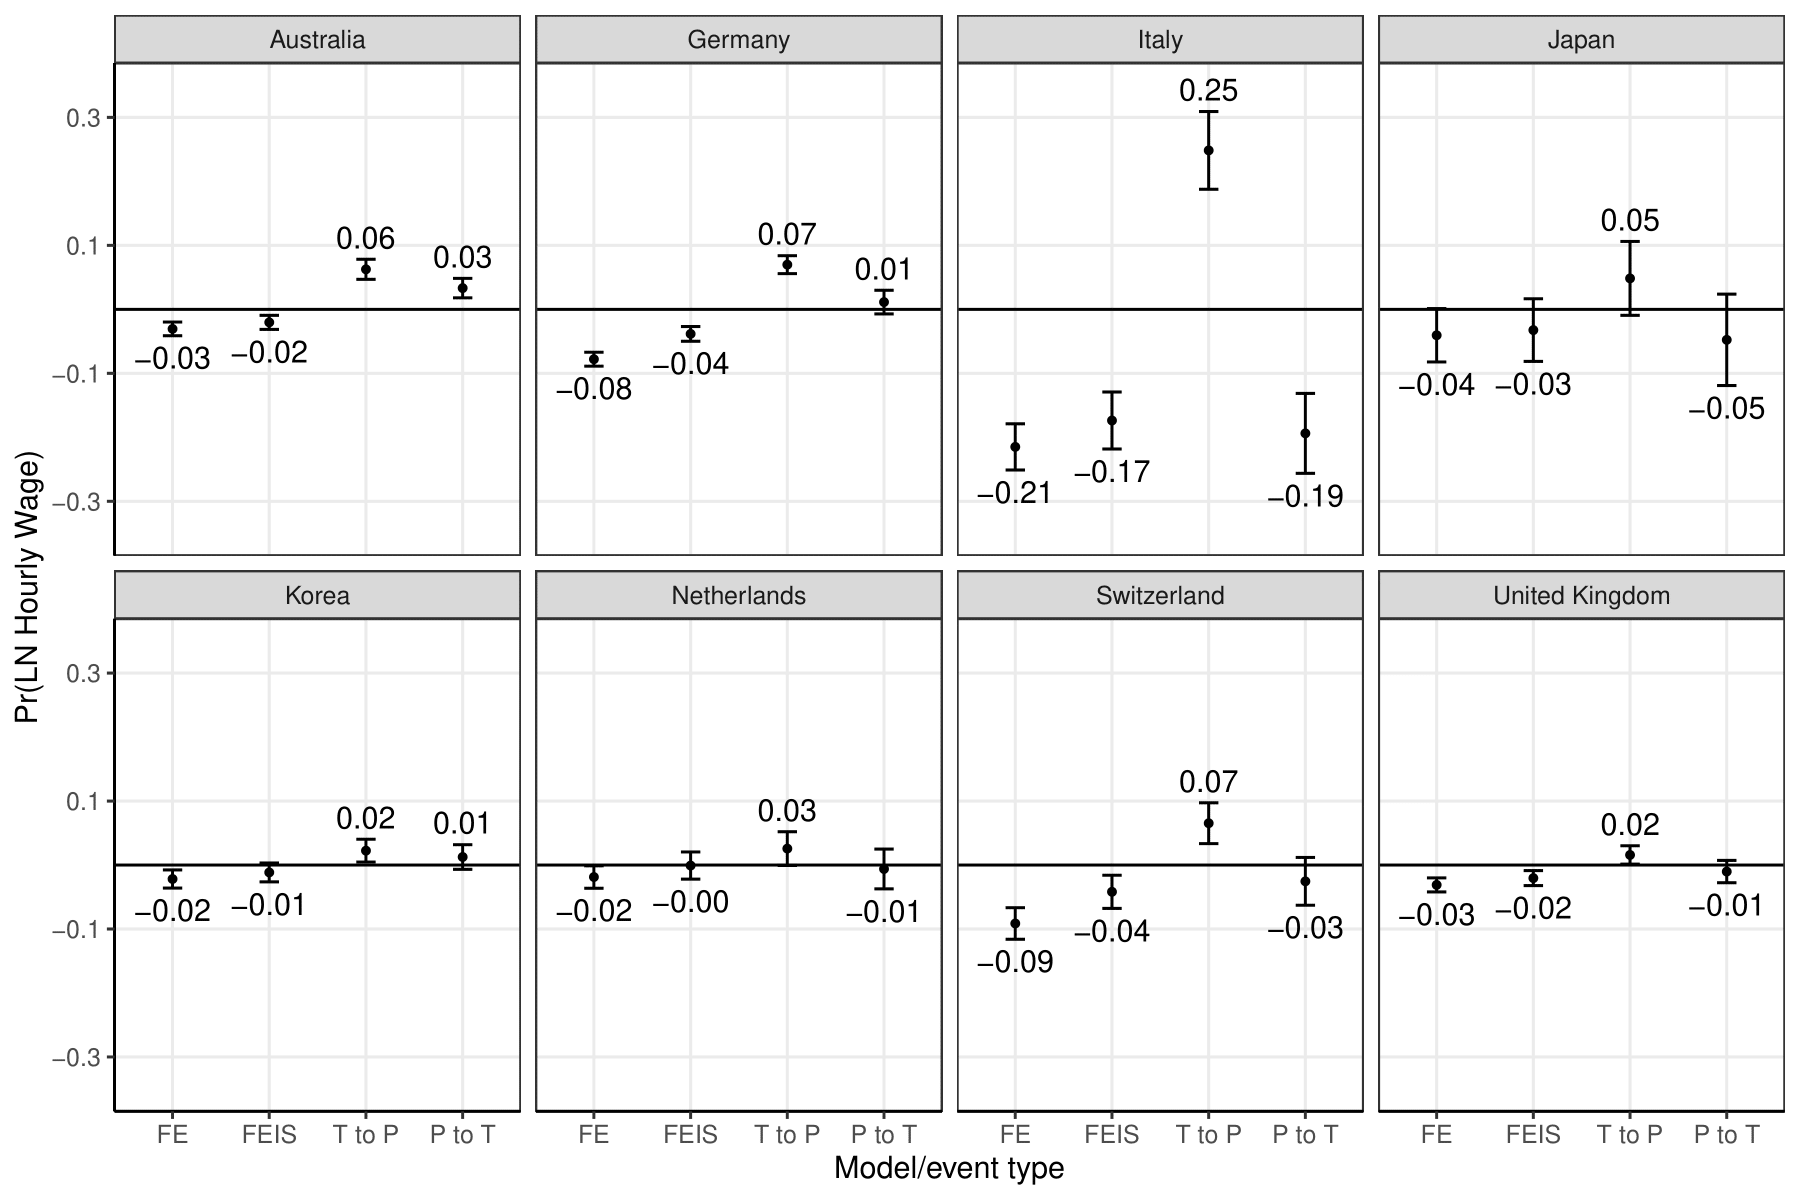 Australia
Germany
Italy
Japan
Pr(LN Hourly Wage)
0.3
0.1
−0.1
−0.3
−0.03
−0.02
0.06
0.03
−0.08
−0.04
0.07
0.01
−0.21
−0.17
0.25
−0.19
−0.04
−0.03
0.05
−0.05
Korea
Netherlands
Switzerland
United Kingdom
0.3
0.1
−0.1
−0.3
−0.02
−0.01
0.02
0.01
−0.02
−0.00
0.03
−0.01
−0.09
−0.04
0.07
−0.03
−0.03
−0.02
0.02
−0.01
FE FEIS T to P P to T
FE FEIS T to P P to T
FE FEIS T to P P to T
FE FEIS T to P P to T
Model/event type